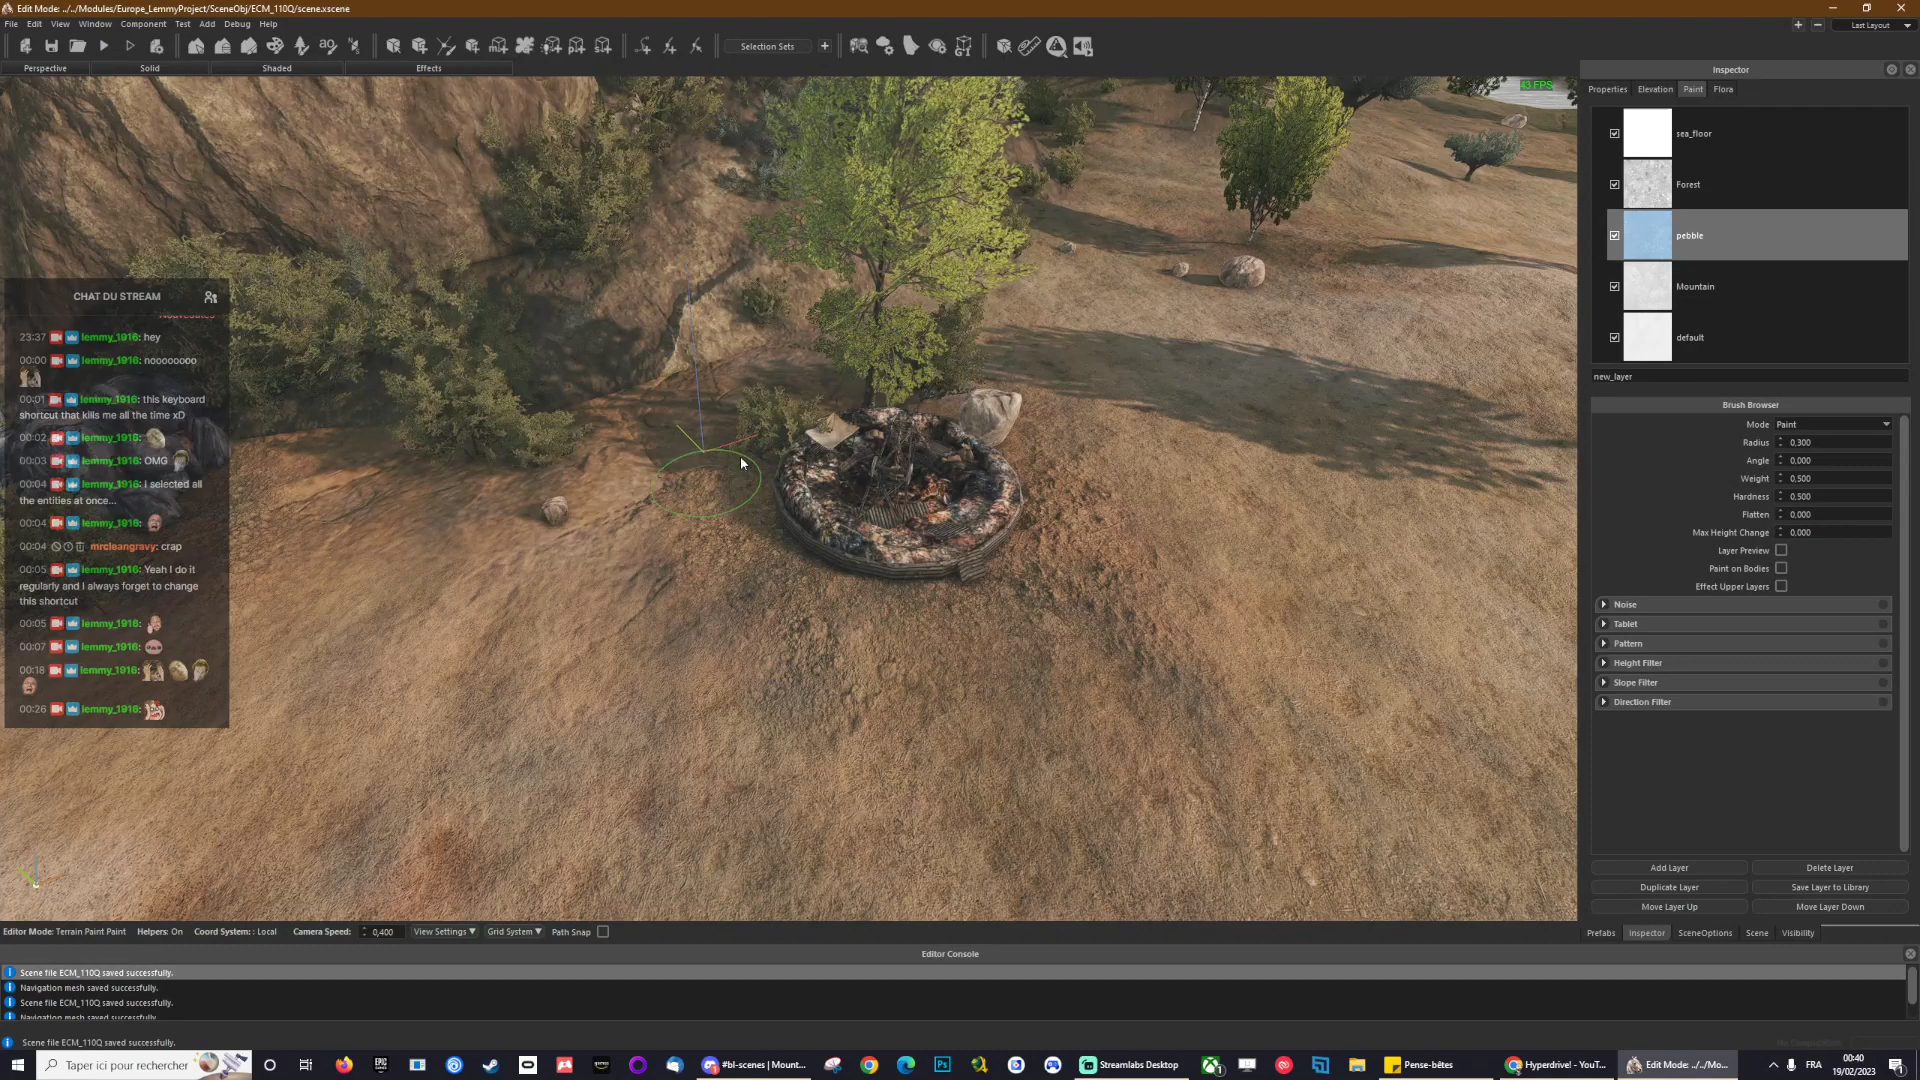 Edit Mode: ../../Modules/Europe_LemmyProject/SceneObj/ECM_110Q/scene.xscene
File Edit View Window Component Test Add Debug Help
Last Layout
Selection Sets
Perspective Solid Shaded Effects
43 FPS
Inspector
Properties Elevation Paint Flora
sea_floor
Forest
pebble
Mountain
default
new_layer
Brush Browser
Mode Paint
Radius 0,300
Angle 0,000
Weight 0,500
Hardness 0,500
Flatten 0,000
Max Height Change 0,000
Layer Preview
Paint on Bodies
Effect Upper Layers
Noise
Tablet
Pattern
Height Filter
Slope Filter
Direction Filter
Add Layer Delete Layer
Duplicate Layer Save Layer to Library
Move Layer Up Move Layer Down
Prefabs Inspector SceneOptions Scene Visibility
CHAT DU STREAM
23:37 lemmy_1916: hey
00:00 lemmy_1916: noooooooo
00:01 lemmy_1916: this keyboard
shortcut that kills me all the time xD
00:02 lemmy_1916:
00:03 lemmy_1916: OMG
00:04 lemmy_1916: I selected all
the entities at once...
00:04 lemmy_1916:
00:04 mrcleangravy: crap
00:05 lemmy_1916: Yeah I do it
regularly and I always forget to change
this shortcut
00:05 lemmy_1916:
00:07 lemmy_1916:
00:18 lemmy_1916:
00:26 lemmy_1916:
Editor Mode: Terrain Paint Paint Helpers: On Coord System: : Local Camera Speed: 0,400 View Settings Grid System Path Snap
Editor Console
Scene file ECM_110Q saved successfully.
Navigation mesh saved successfully.
Scene file ECM_110Q saved successfully.
Navigation mesh saved successfully.
Scene file ECM_110Q saved successfully.
Taper ici pour rechercher
#bl-scenes | Mount...
Streamlabs Desktop
Pense-bêtes
Hyperdrive! - YouT...
Edit Mode: ../../Mo...
FRA
00:40
19/02/2023